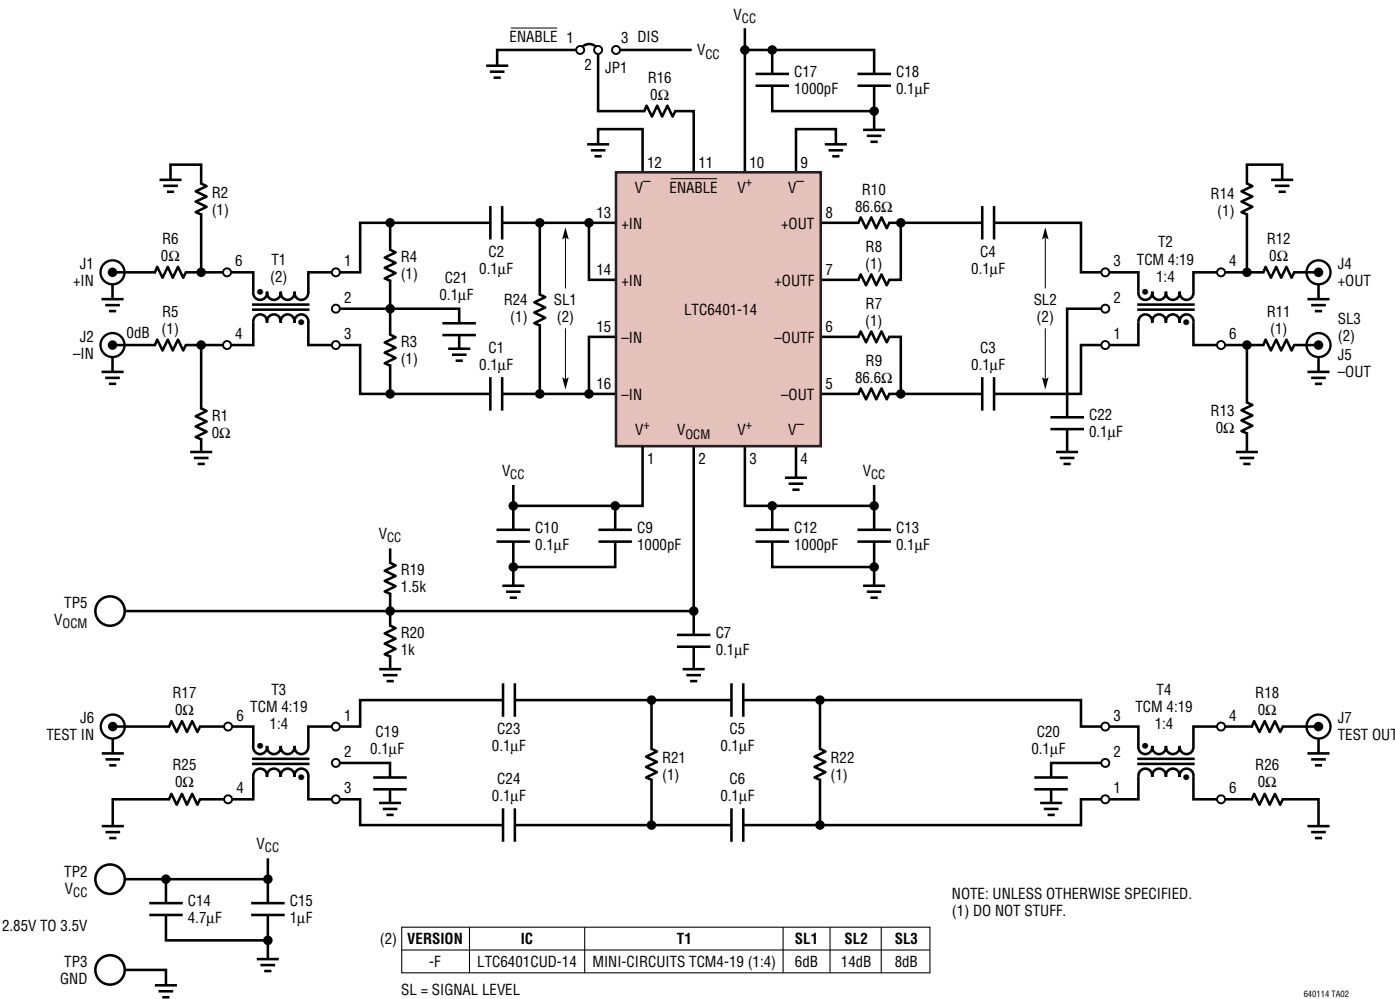 VCC
ENABLE 1
3 DIS
VCC
2 JP1
R16
0Ω
C17
1000pF
C18
0.1µF
12
11
10
9
V–
ENABLE
V+
V–
R2
(1)
R6
0Ω
J1
+IN
6
T1
(2)
1
2
3
4
J2
–IN
0dB
R5
(1)
R1
0Ω
R4
(1)
R3
(1)
C21
0.1µF
C2
0.1µF
C1
0.1µF
R24
(1)
SL1
(2)
13
+IN
14
+IN
15
–IN
16
–IN
LTC6401-14
+OUT
8
+OUTF
7
–OUTF
6
–OUT
5
V+
VOCM
V+
V–
1
2
3
4
R10
86.6Ω
R8
(1)
R7
(1)
R9
86.6Ω
C4
0.1µF
C3
0.1µF
SL2
(2)
C22
0.1µF
T2
TCM 4:19
1:4
3
2
1
4
6
R14
(1)
R12
0Ω
J4
+OUT
R11
(1)
SL3
(2)
J5
–OUT
R13
0Ω
VCC
C10
0.1µF
C9
1000pF
VCC
C12
1000pF
C13
0.1µF
VCC
R19
1.5k
TP5
VOCM
R20
1k
C7
0.1µF
J6
TEST IN
R17
0Ω
R25
0Ω
T3
TCM 4:19
1:4
6
4
1
2
3
C19
0.1µF
C23
0.1µF
C24
0.1µF
R21
(1)
C5
0.1µF
C6
0.1µF
R22
(1)
C20
0.1µF
T4
TCM 4:19
1:4
3
2
1
4
6
R18
0Ω
J7
TEST OUT
R26
0Ω
TP2
VCC
VCC
C14
4.7µF
C15
1µF
2.85V TO 3.5V
TP3
GND
NOTE: UNLESS OTHERWISE SPECIFIED.
(1) DO NOT STUFF.
(2) VERSION IC T1 SL1 SL2 SL3
-F LTC6401CUD-14 MINI-CIRCUITS TCM4-19 (1:4) 6dB 14dB 8dB
SL = SIGNAL LEVEL
640114 TA02